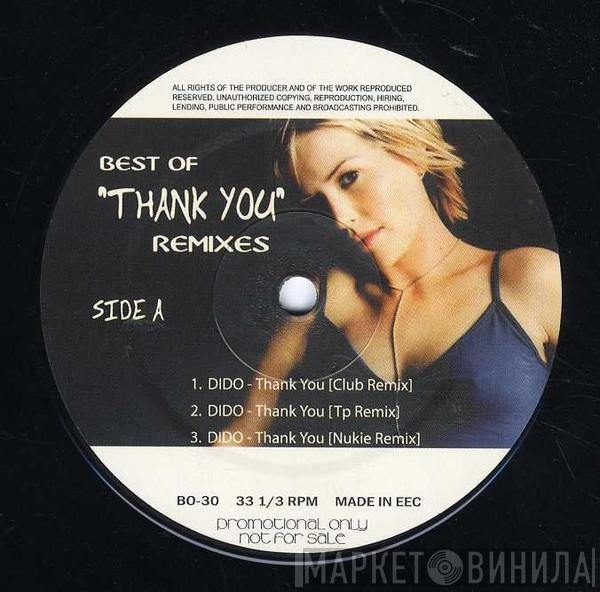 ALL RIGHTS OF THE PRODUCER AND OF THE WORK REPRODUCED
RESERVED. UNAUTHORIZED COPYING, REPRODUCTION, HIRING,
LENDING, PUBLIC PERFORMANCE AND BROADCASTING PROHIBITED.
BEST OF
"THANK YOU"
REMIXES
SIDE A
1. DIDO - Thank You [Club Remix]
2. DIDO - Thank You [Tp Remix]
3. DIDO - Thank You [Nukie Remix]
BO-30 33 1/3 RPM MADE IN EEC
promotional only
not for sale
МАРКЕТ ВИНИЛА